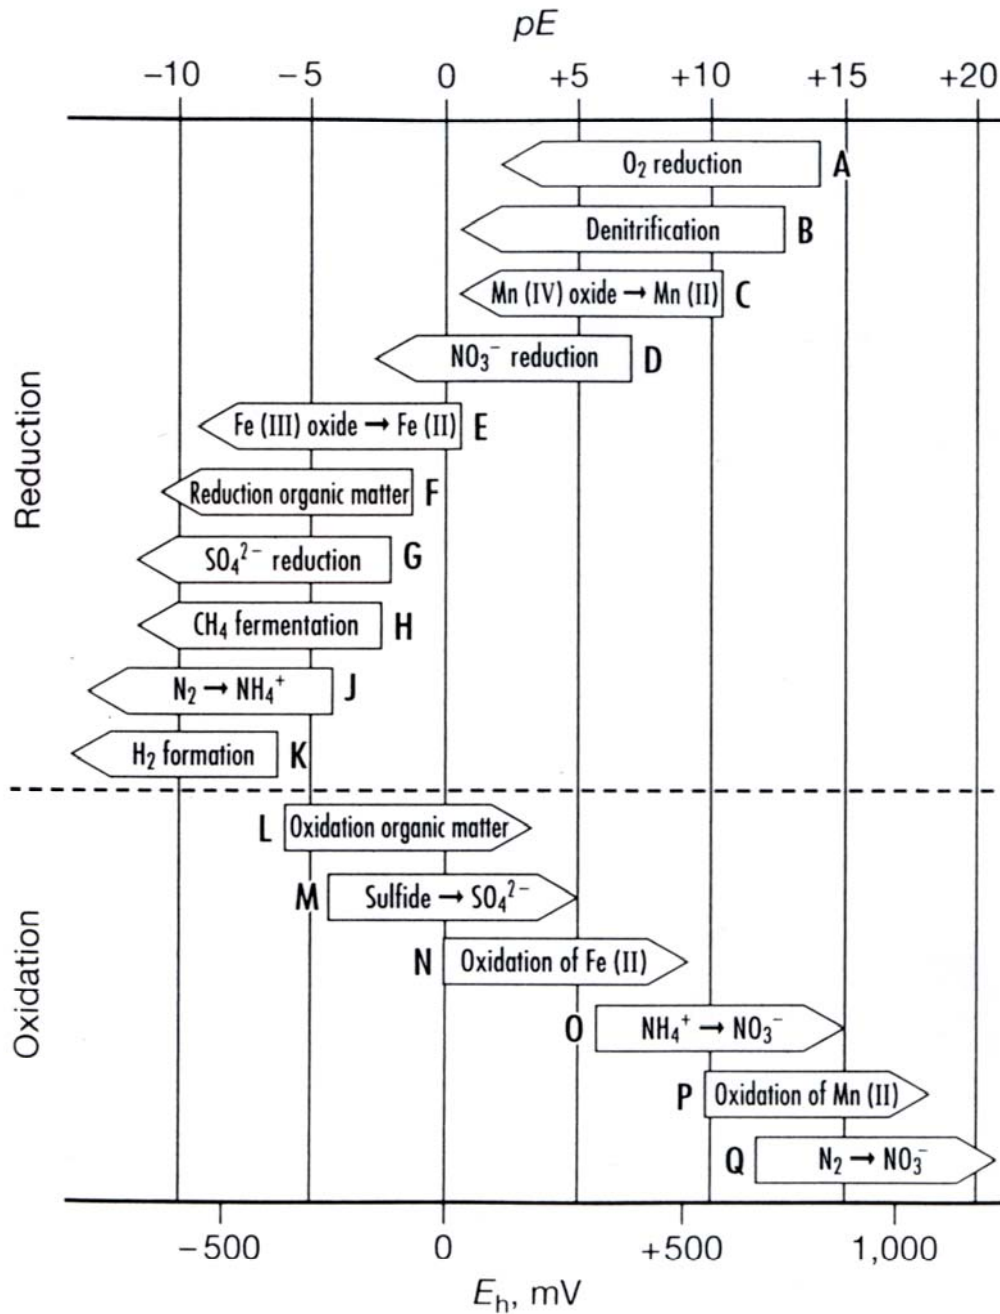 pE
−10 −5 0 +5 +10 +15 +20
O₂ reduction A
Denitrification B
Mn (IV) oxide → Mn (II) C
NO₃⁻ reduction D
Fe (III) oxide → Fe (II) E
Reduction organic matter F
SO₄²⁻ reduction G
CH₄ fermentation H
N₂ → NH₄⁺ J
H₂ formation K
Reduction
L Oxidation organic matter
M Sulfide → SO₄²⁻
N Oxidation of Fe (II)
O NH₄⁺ → NO₃⁻
P Oxidation of Mn (II)
Q N₂ → NO₃⁻
Oxidation
−500 0 +500 1,000
Eₕ, mV